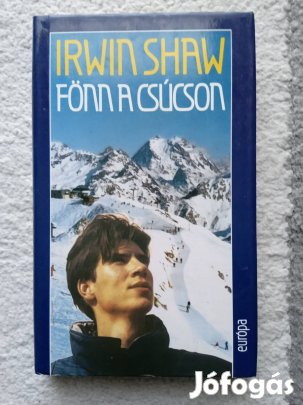 IRWIN SHAW
FÖNN A CSÚCSON
európa
Jófogás